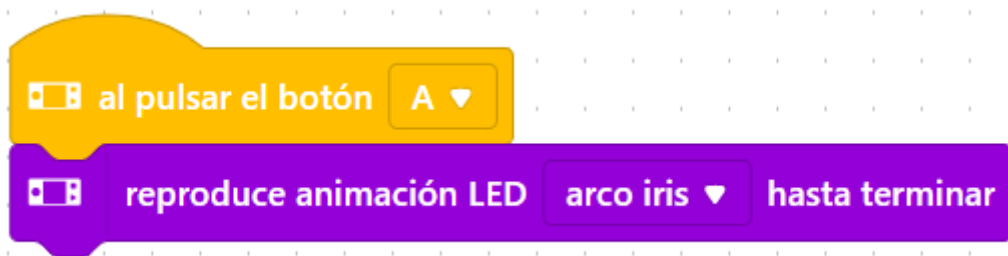 al pulsar el botón A
reproduce animación LED arco iris hasta terminar